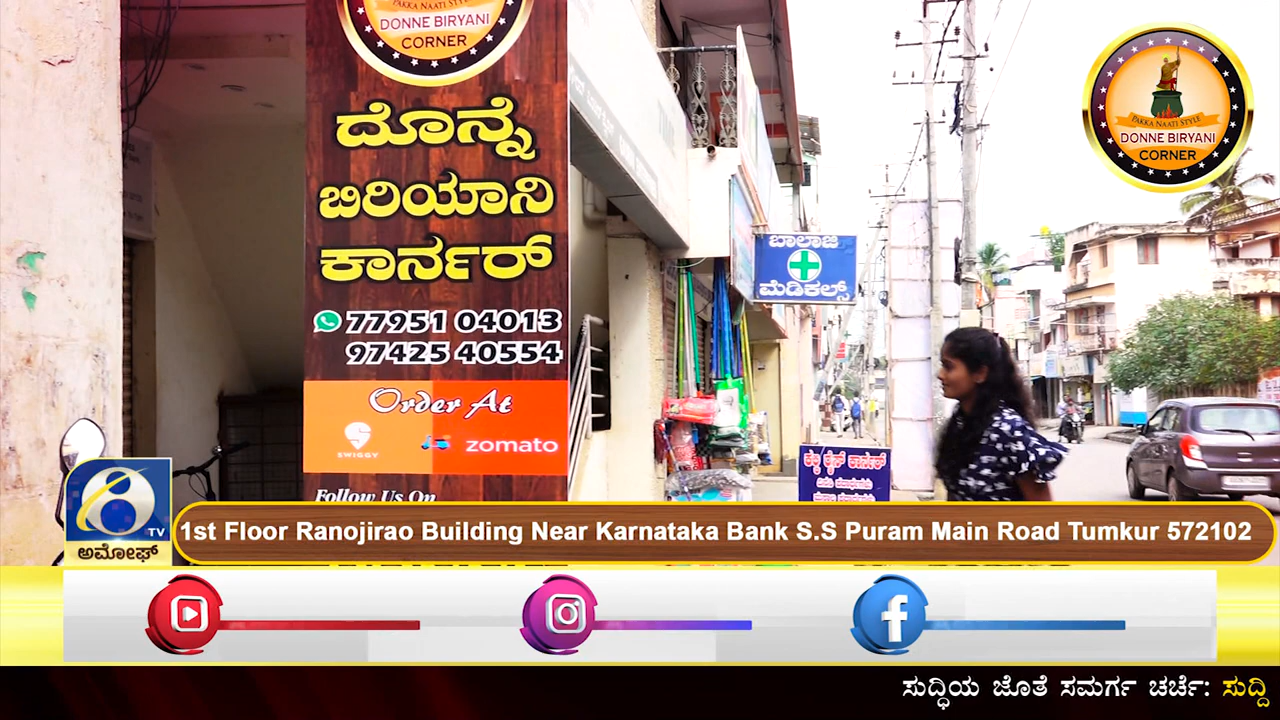 PAKKA NAATI STYLE
DONNE BIRYANI
CORNER
ದೊನ್ನೆ
ಬಿರಿಯಾನಿ
ಕಾರ್ನರ್
77951 04013
97425 40554
Order At
SWIGGY
zomato
Follow Us On
PAKKA NAATI STYLE
DONNE BIRYANI
CORNER
ಬಾಲಾಜಿ
ಮೆಡಿಕಲ್ಸ್
TV
ಅಮೋಘ್
1st Floor Ranojirao Building Near Karnataka Bank S.S Puram Main Road Tumkur 572102
ಸುದ್ಧಿಯ ಜೊತೆ ಸಮರ್ಗ ಚರ್ಚೆ: ಸುದ್ದಿ